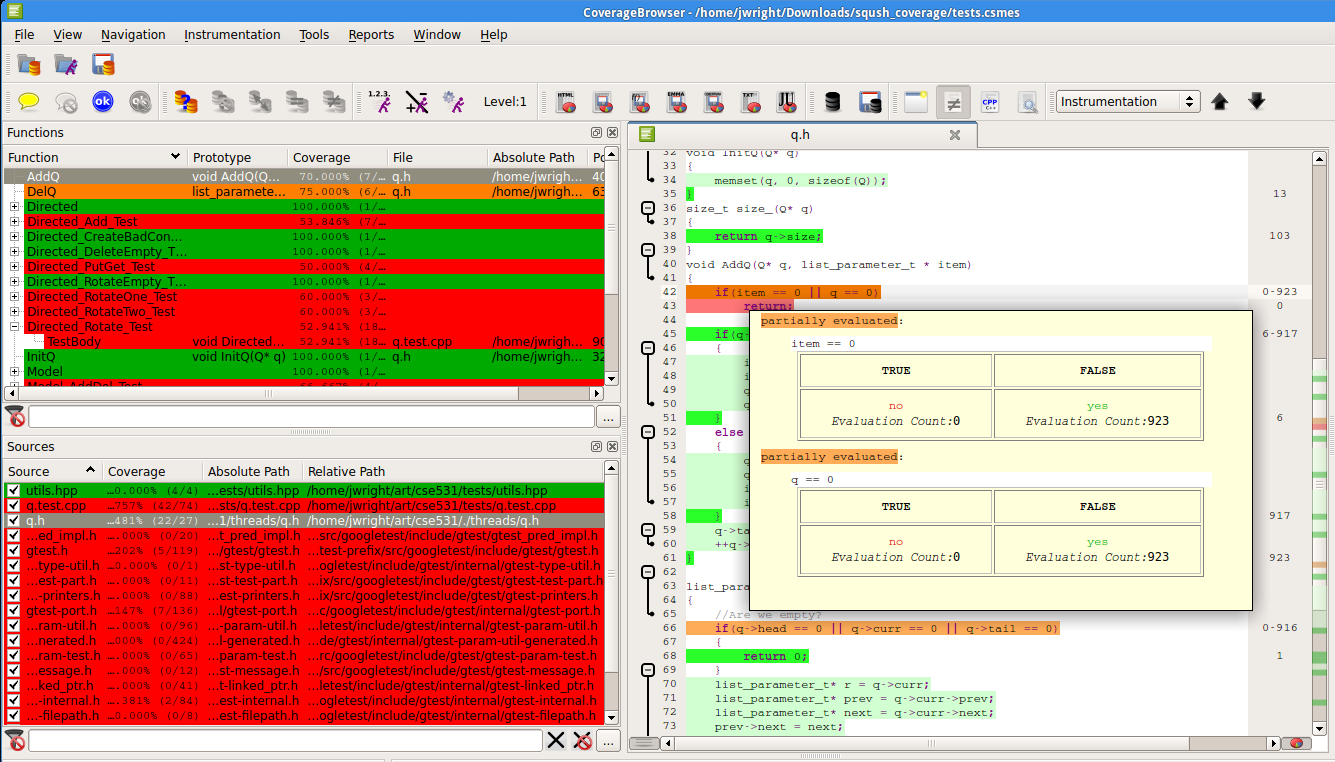 CoverageBrowser - /home/jwright/Downloads/sqush_coverage/tests.csmes
File View Navigation Instrumentation Tools Reports Window Help
1.2.3. Level:1 HTML EMMA TXT JU CPP Instrumentation
ok ok
Functions
Function Prototype Coverage File Absolute Path Po
AddQ void AddQ(Q... 70.000% (7/... q.h /home/jwrigh... 40
DelQ list_paramete... 75.000% (6/... q.h /home/jwrigh... 63
Directed 100.000% (1/...
Directed_Add_Test 53.846% (7/...
Directed_CreateBadCon... 100.000% (1/...
Directed_DeleteEmpty_T... 100.000% (1/...
Directed_PutGet_Test 50.000% (4/...
Directed_RotateEmpty_T... 100.000% (1/...
Directed_RotateOne_Test 60.000% (3/...
Directed_RotateTwo_Test 60.000% (3/...
Directed_Rotate_Test 52.941% (18...
TestBody void Directed... 52.941% (18... q.test.cpp /home/jwrigh... 90
InitQ void InitQ(Q* q) 100.000% (1/... q.h /home/jwrigh... 32
Model 100.000% (1/...
Model_AddDel_Test 66.667% (4/...
...
Sources
Source Coverage Absolute Path Relative Path
utils.hpp ...0.000% (4/4) ...ests/utils.hpp /home/jwright/art/cse531/tests/utils.hpp
q.test.cpp ...757% (42/74) ...sts/q.test.cpp /home/jwright/art/cse531/tests/q.test.cpp
q.h ...481% (22/27) ...1/threads/q.h /home/jwright/art/cse531/./threads/q.h
...ed_impl.h ....000% (0/20) ...t_pred_impl.h ...src/googletest/include/gtest/gtest_pred_impl.h
gtest.h ...202% (5/119) .../gtest/gtest.h ...test-prefix/src/googletest/include/gtest/gtest.h
...type-util.h ...0.000% (0/1) ...st-type-util.h ...ogletest/include/gtest/internal/gtest-type-util.h
...est-part.h ....000% (0/11) ...st-test-part.h ...ix/src/googletest/include/gtest/gtest-test-part.h
...-printers.h ....000% (0/88) ...est-printers.h ...ix/src/googletest/include/gtest/gtest-printers.h
gtest-port.h ...147% (7/136) ...l/gtest-port.h ...c/googletest/include/gtest/internal/gtest-port.h
...ram-util.h ....000% (0/96) ...-param-util.h ...letest/include/gtest/internal/gtest-param-util.h
...nerated.h ...000% (0/424) ...l-generated.h ...de/gtest/internal/gtest-param-util-generated.h
...ram-test.h ....000% (0/65) ...param-test.h ...rc/googletest/include/gtest/gtest-param-test.h
...essage.h ....000% (0/12) ...st-message.h .../src/googletest/include/gtest/gtest-message.h
...ked_ptr.h ....000% (0/41) ...t-linked_ptr.h ...letest/include/gtest/internal/gtest-linked_ptr.h
...-internal.h ....381% (2/84) ...est-internal.h ...ogletest/include/gtest/internal/gtest-internal.h
...-filepath.h ...0.000% (0/8) ...est-filepath.h ...ogletest/include/gtest/internal/gtest-filepath.h
...
q.h
32 void InitQ(Q* q)
33 {
34 memset(q, 0, sizeof(Q));
35 } 13
36 size_t size_(Q* q)
37 {
38 return q->size; 103
39 }
40 void AddQ(Q* q, list_parameter_t * item)
41 {
42 if(item == 0 || q == 0) 0-923
43 return; 0
44
45 if(q- 6-917
46 {
47 i
48 i
49 q
50 q
51 } 6
52 else
53 {
54 q
55 q
56 i
57 i
58 } 917
59 q->ta
60 ++q->
61 } 923
62
63 list_para
64 {
65 //Are we empty?
66 if(q->head == 0 || q->curr == 0 || q->tail == 0) 0-916
67 {
68 return 0; 1
69 }
70 list_parameter_t* r = q->curr;
71 list_parameter_t* prev = q->curr->prev;
72 list_parameter_t* next = q->curr->next;
73 prev->next = next;
partially evaluated:
item == 0
TRUE FALSE
no yes
Evaluation Count:0 Evaluation Count:923
partially evaluated:
q == 0
TRUE FALSE
no yes
Evaluation Count:0 Evaluation Count:923